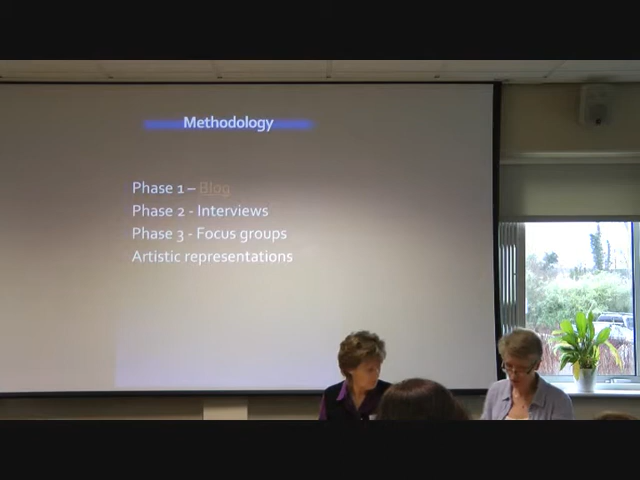 Methodology
Phase 1 – Blog
Phase 2 - Interviews
Phase 3 - Focus groups
Artistic representations